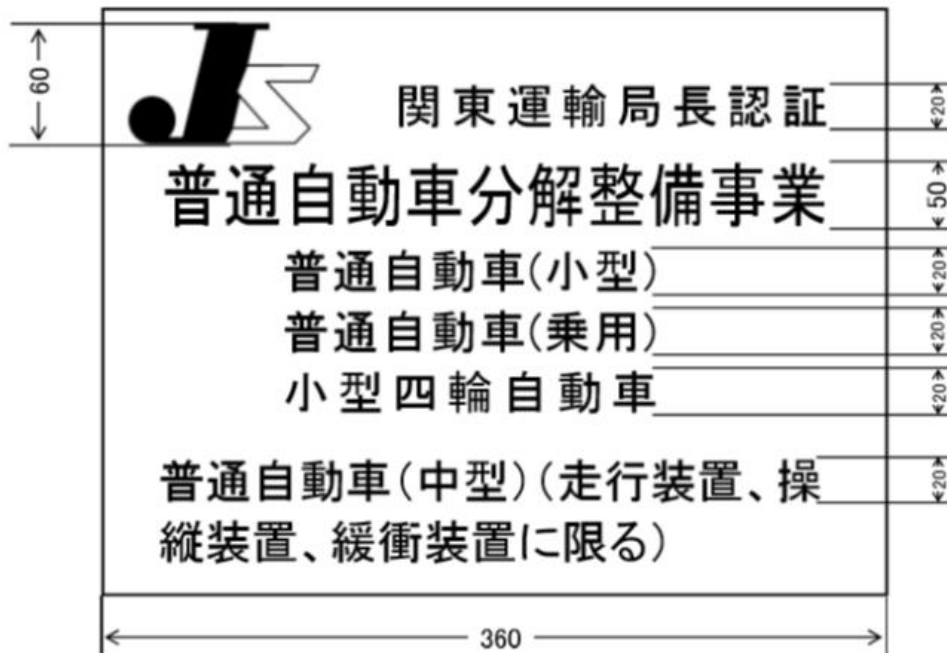 JS
60
関東運輸局長認証
20
普通自動車分解整備事業
50
普通自動車(小型)
20
普通自動車(乗用)
20
小型四輪自動車
20
普通自動車(中型)(走行装置、操
20
縦装置、緩衝装置に限る)
360